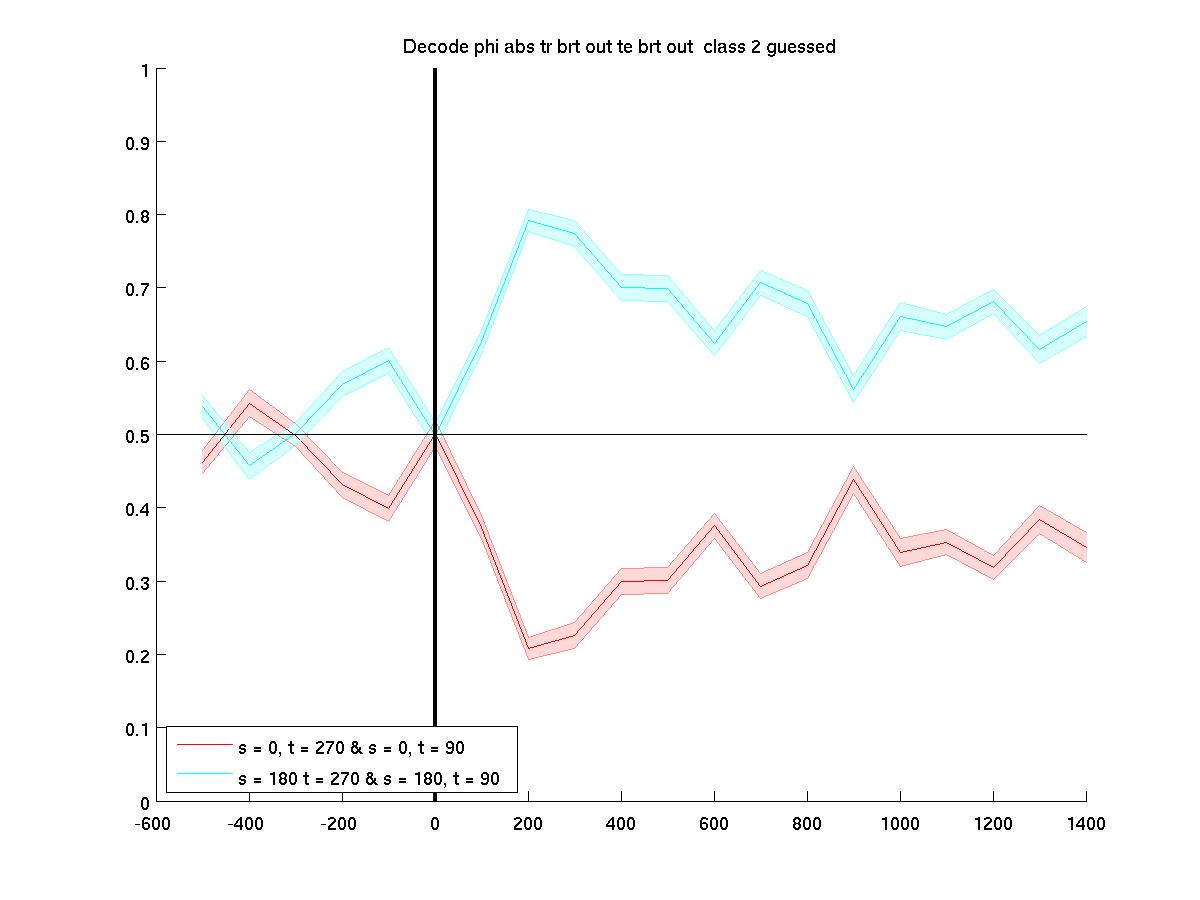 Decode phi abs tr brt out te brt out  class 2 guessed
1
0.9
0.8
0.7
0.6
0.5
0.4
0.3
0.2
0.1
0
s = 0, t = 270 & s = 0, t = 90
s = 180 t = 270 & s = 180, t = 90
-600 -400 -200 0 200 400 600 800 1000 1200 1400